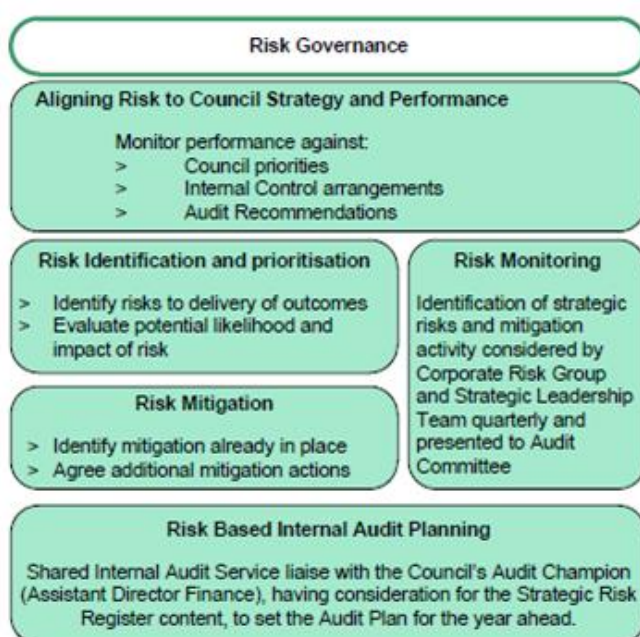 Risk Governance
Aligning Risk to Council Strategy and Performance
Monitor performance against:
> Council priorities
> Internal Control arrangements
> Audit Recommendations
Risk Identification and prioritisation
> Identify risks to delivery of outcomes
> Evaluate potential likelihood and
impact of risk
Risk Mitigation
> Identify mitigation already in place
> Agree additional mitigation actions
Risk Monitoring
Identification of strategic
risks and mitigation
activity considered by
Corporate Risk Group
and Strategic Leadership
Team quarterly and
presented to Audit
Committee
Risk Based Internal Audit Planning
Shared Internal Audit Service liaise with the Council's Audit Champion
(Assistant Director Finance), having consideration for the Strategic Risk
Register content, to set the Audit Plan for the year ahead.